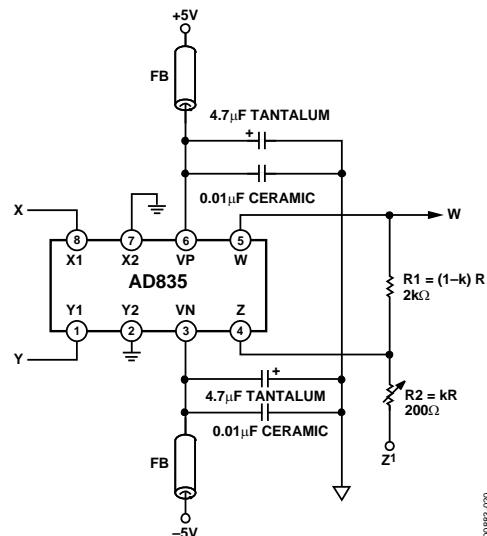 +5V
FB
4.7μF TANTALUM
+
0.01μF CERAMIC
X
W
8 7 6 5
X1 X2 VP W
AD835
Y1 Y2 VN Z
1 2 3 4
Y
R1 = (1–k) R
2kΩ
R2 = kR
200Ω
Z1
+
4.7μF TANTALUM
0.01μF CERAMIC
FB
–5V